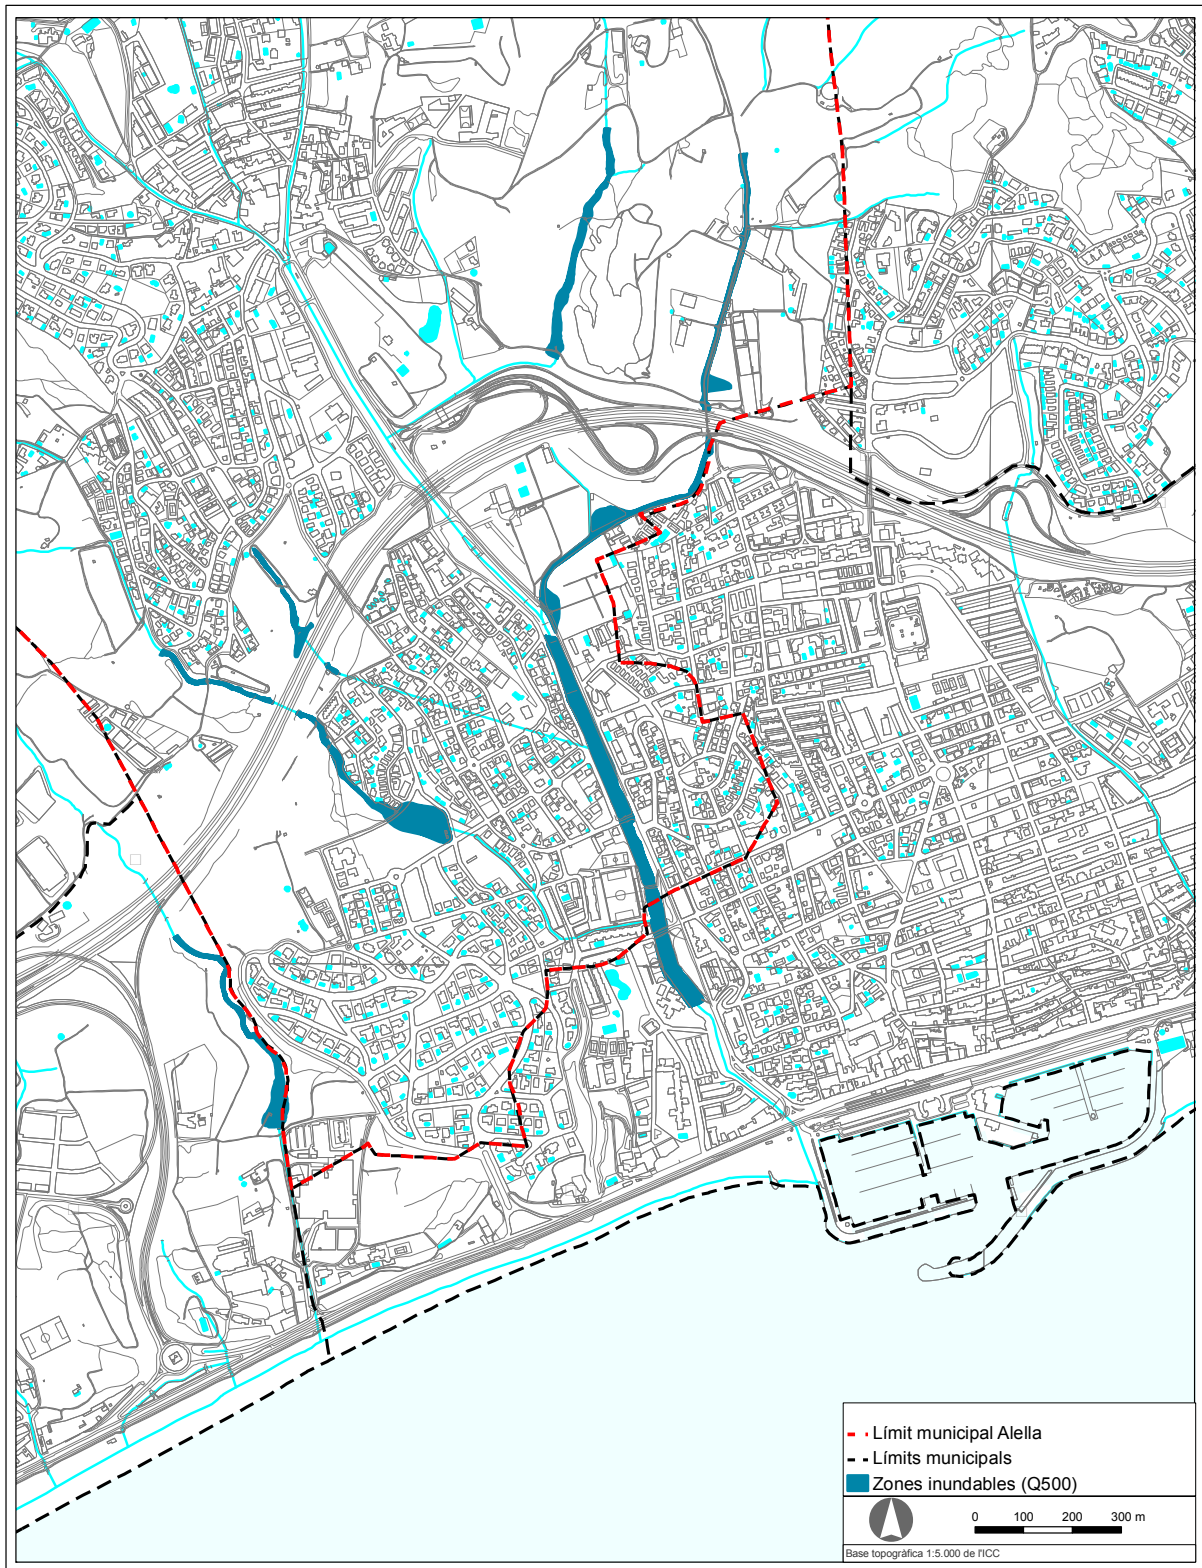 Límit municipal Alella
Límits municipals
Zones inundables (Q500)
0 100 200 300 m
Base topogràfica 1:5.000 de l'ICC